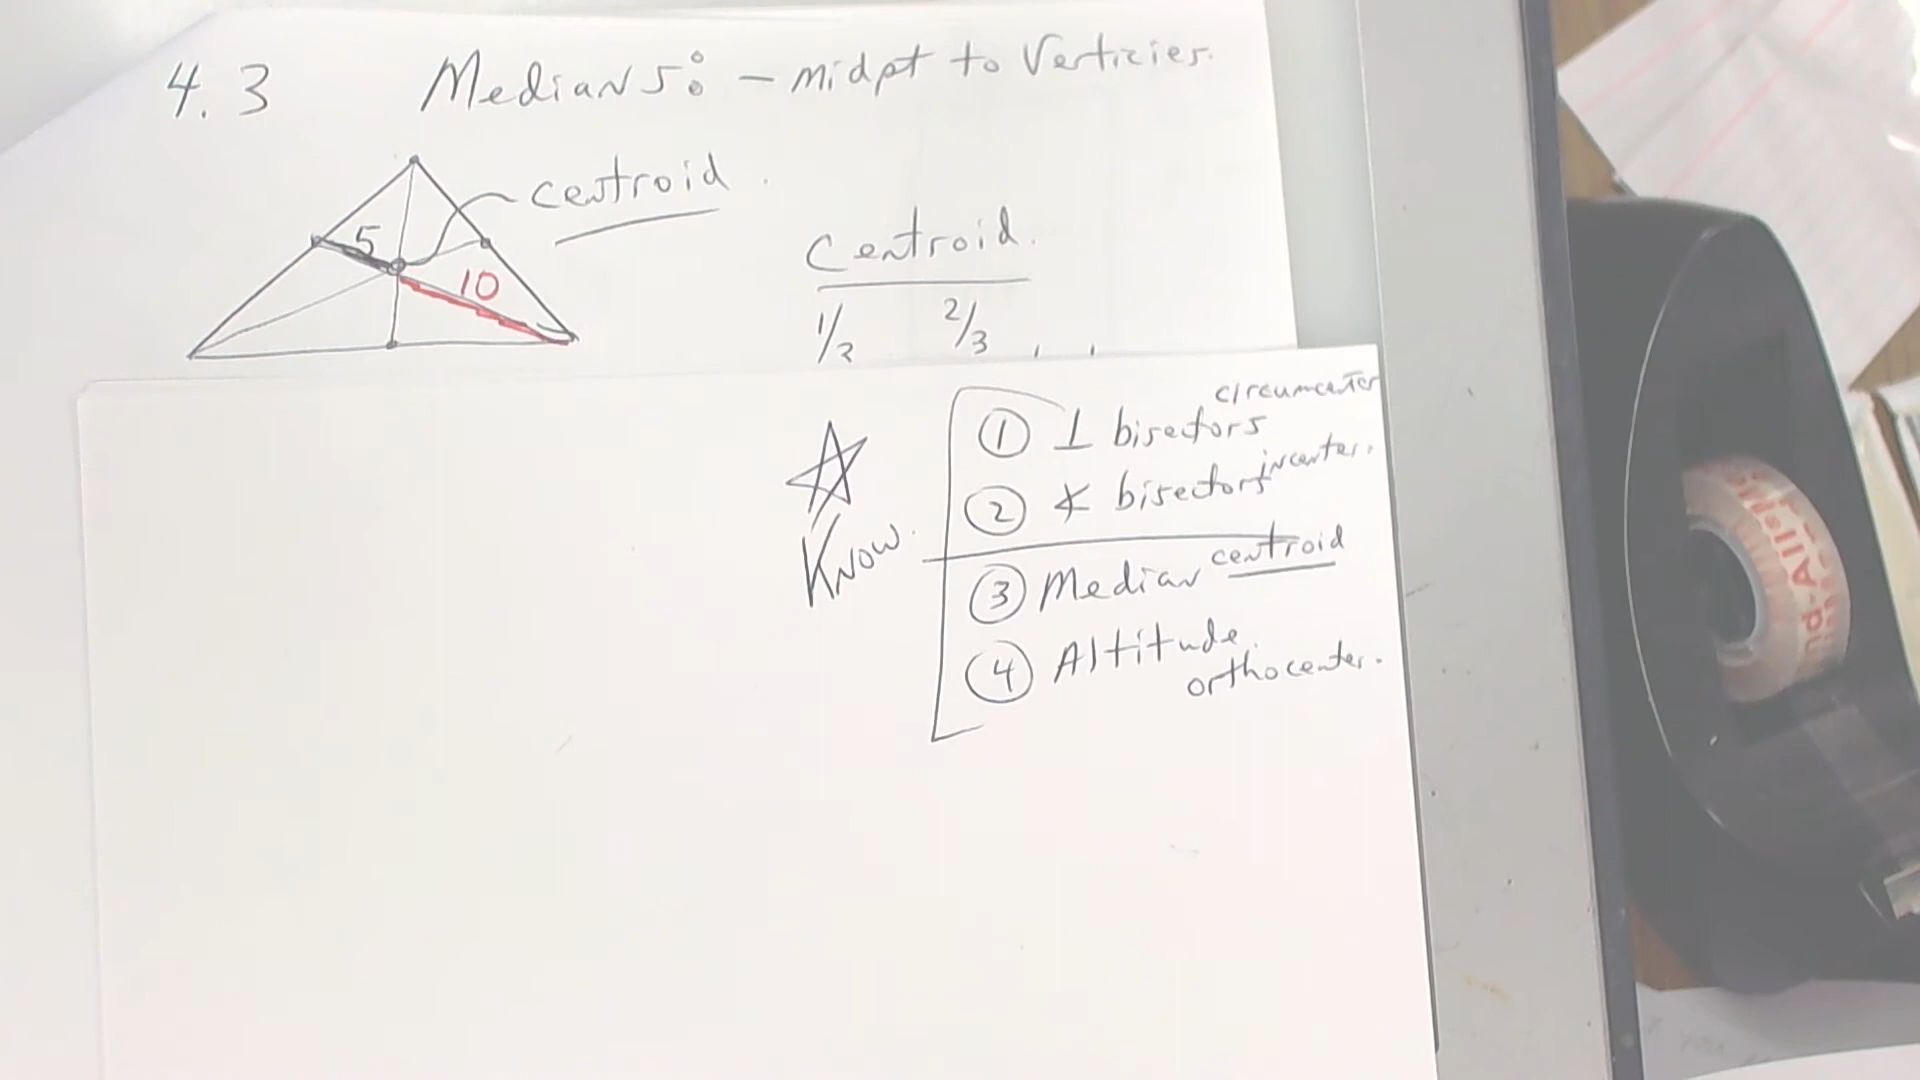 4.3 Medians: - midpt to Verticies.
centroid.
5
10
Centroid.
1/3 2/3
circumcenter
① ⊥ bisectors
incenter.
② ∡ bisectors
Know.
centroid
③ Median
④ Altitude.
orthocenter.